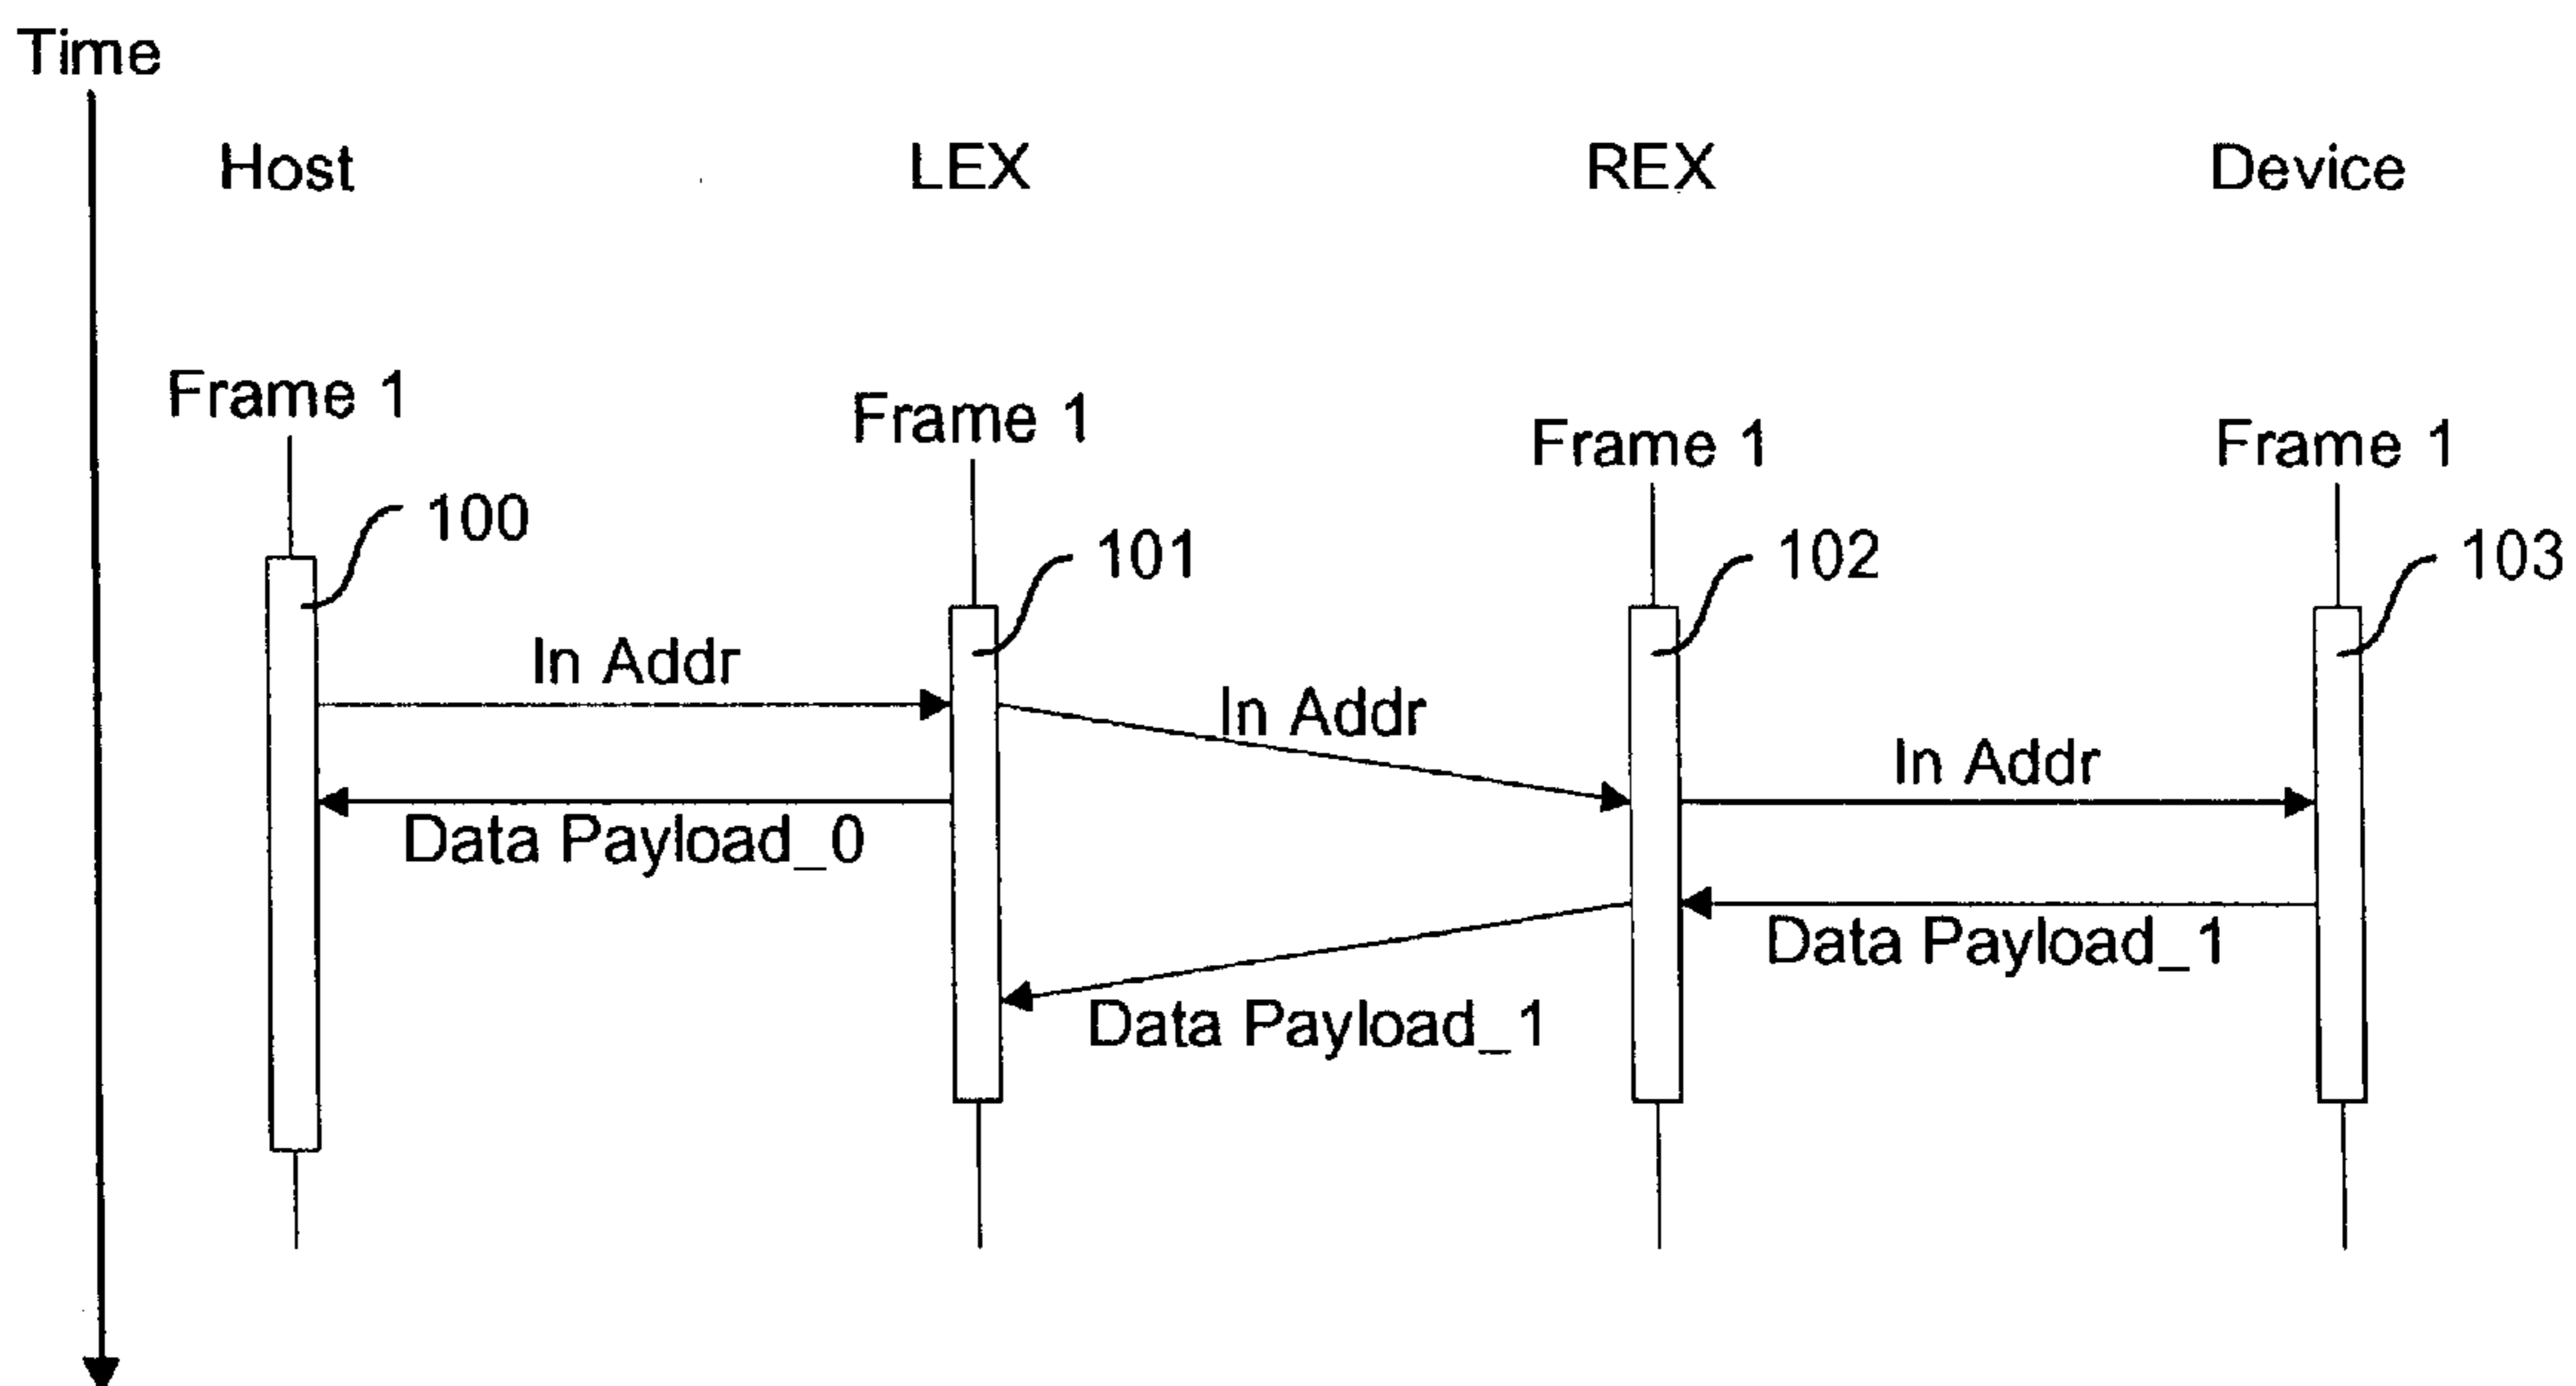 Time
Host LEX REX Device
Frame 1 Frame 1 Frame 1 Frame 1
100 101 102 103
In Addr In Addr In Addr
Data Payload_0 Data Payload_1
Data Payload_1